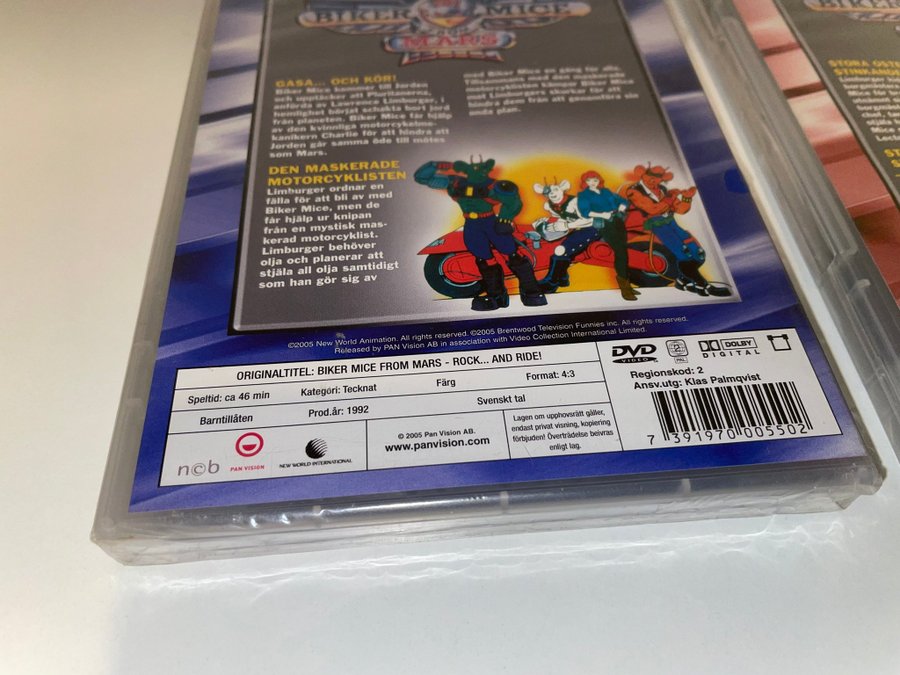 BIKER MICE
FROM
MARS
GASA... OCH KÖR!
Biker Mice kommer till Jorden
och upptäcker att Plutitanerna,
anförda av Lawrence Limburger, i
hemlighet börjat schakta bort jord
från planeten. Biker Mice får hjälp
av den kvinnliga motorcykelme-
kanikern Charlie för att hindra att
Jorden går samma öde till mötes
som Mars.
DEN MASKERADE
MOTORCYKLISTEN
Limburger ordnar en
fälla för att bli av med
Biker Mice, men de
får hjälp ur knipan
från en mystisk mas-
kerad motorcyklist.
Limburger behöver
olja och planerar att
stjäla all olja samtidigt
som han gör sig av
med Biker Mice en gång för alla.
Tillsammans med den maskerade
motorcyklisten kämpar Biker Mice
mot Limburgers skurkar för att
hindra dem från att genomföra sin
onda plan.
©2005 New World Animation. All rights reserved. ©2005 Brentwood Television Funnies inc. All rights reserved.
Released by PAN Vision AB in association with Video Collection International Limited.
ORIGINALTITEL: BIKER MICE FROM MARS - ROCK... AND RIDE!
Speltid: ca 46 min Kategori: Tecknat Färg Format: 4:3
Barntillåten Prod.år: 1992 Svenskt tal
ncb
PAN VISION
NEW WORLD INTERNATIONAL
© 2005 Pan Vision AB.
www.panvision.com
Lagen om upphovsrätt gäller,
endast privat visning, kopiering
förbjuden! Överträdelse beivras
enligt lag.
DVD
VIDEO
2
PAL
DOLBY
DIGITAL
Regionskod: 2
Ansv.utg: Klas Palmqvist
7 391970 005502
STORA OST
STINKANDE